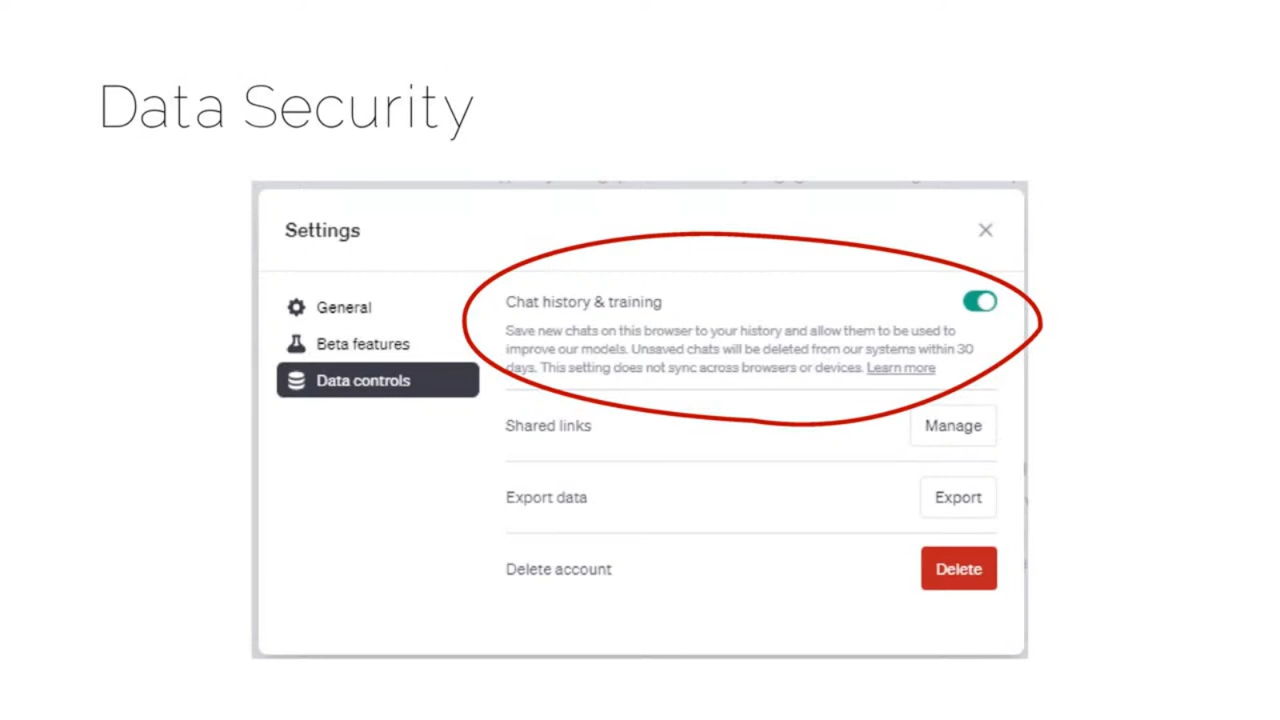 Data Security
Settings
General
Beta features
Data controls
Chat history & training
Save new chats on this browser to your history and allow them to be used to
improve our models. Unsaved chats will be deleted from our systems within 30
days. This setting does not sync across browsers or devices. Learn more
Shared links
Manage
Export data
Export
Delete account
Delete